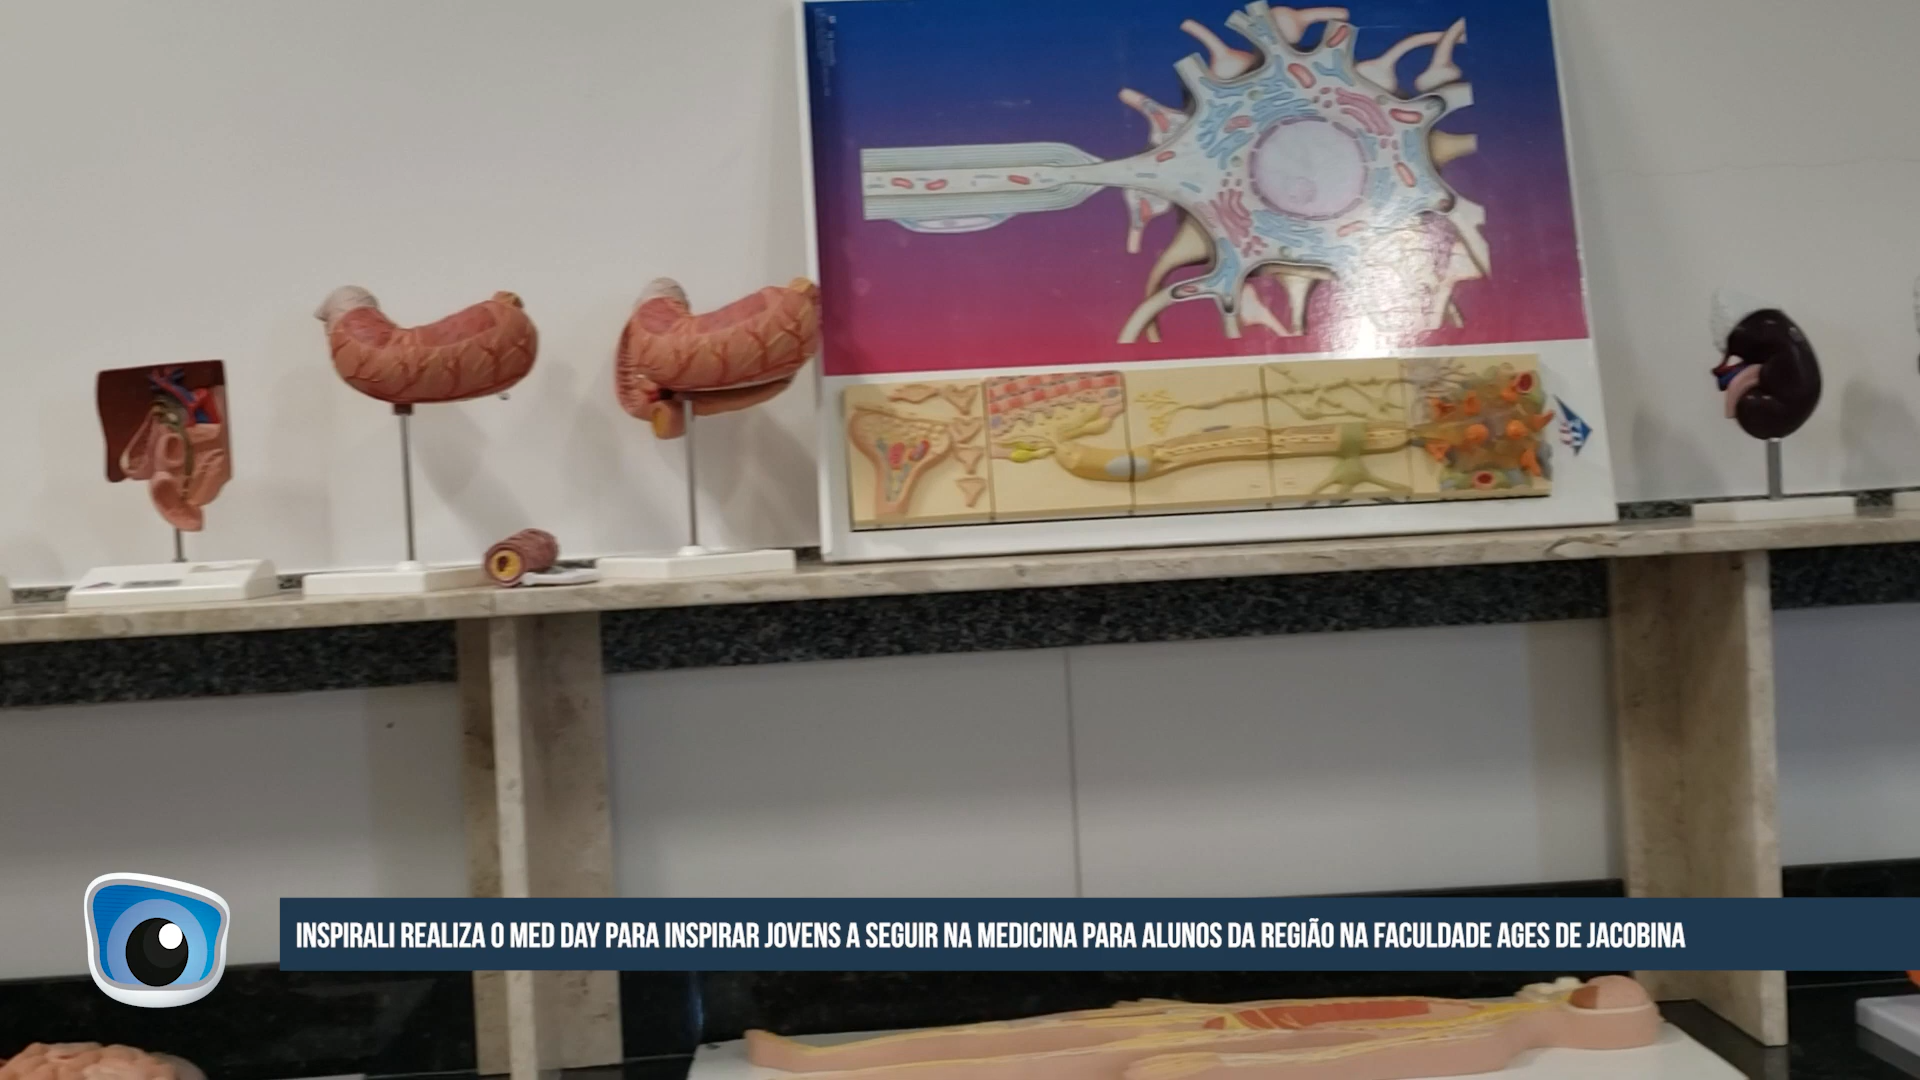 INSPIRALI REALIZA O MED DAY PARA INSPIRAR JOVENS A SEGUIR NA MEDICINA PARA ALUNOS DA REGIÃO NA FACULDADE AGES DE JACOBINA